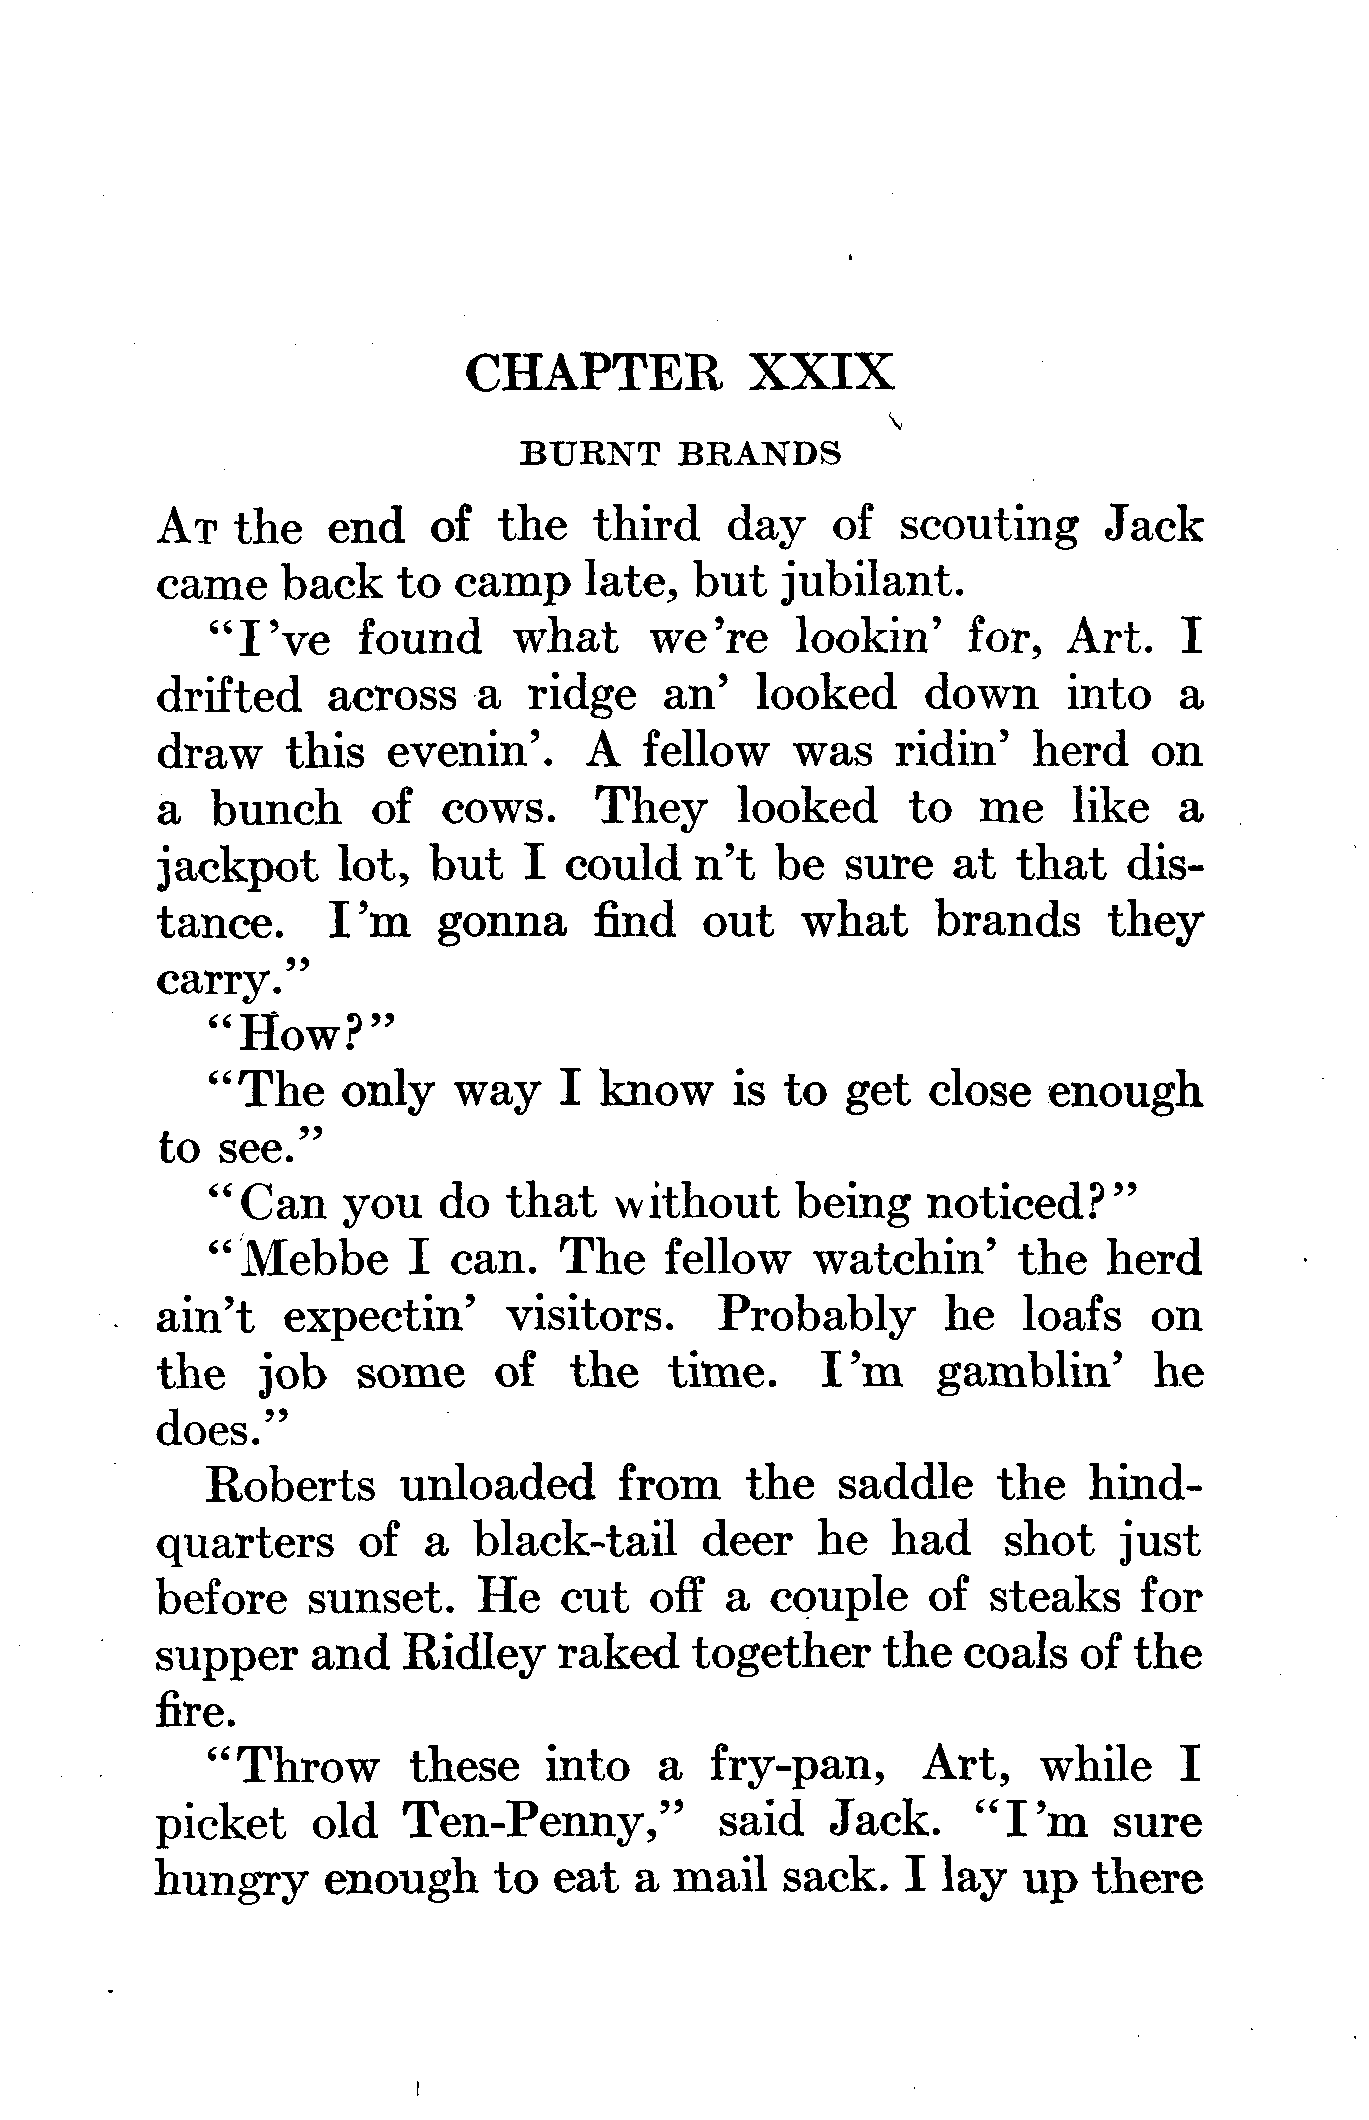 CHAPTER XXIX
BURNT BRANDS
AT the end of the third day of scouting Jack
came back to camp late, but jubilant.
“I’ve found what we’re lookin’ for, Art. I
drifted across a ridge an’ looked down into a
draw this evenin’. A fellow was ridin’ herd on
a bunch of cows. They looked to me like a
jackpot lot, but I could n’t be sure at that dis-
tance. I’m gonna find out what brands they
carry.”
“How?”
“The only way I know is to get close enough
to see.”
“Can you do that without being noticed?”
“Mebbe I can. The fellow watchin’ the herd
ain’t expectin’ visitors. Probably he loafs on
the job some of the time. I’m gamblin’ he
does.”
Roberts unloaded from the saddle the hind-
quarters of a black-tail deer he had shot just
before sunset. He cut off a couple of steaks for
supper and Ridley raked together the coals of the
fire.
“Throw these into a fry-pan, Art, while I
picket old Ten-Penny,” said Jack. “I’m sure
hungry enough to eat a mail sack. I lay up there